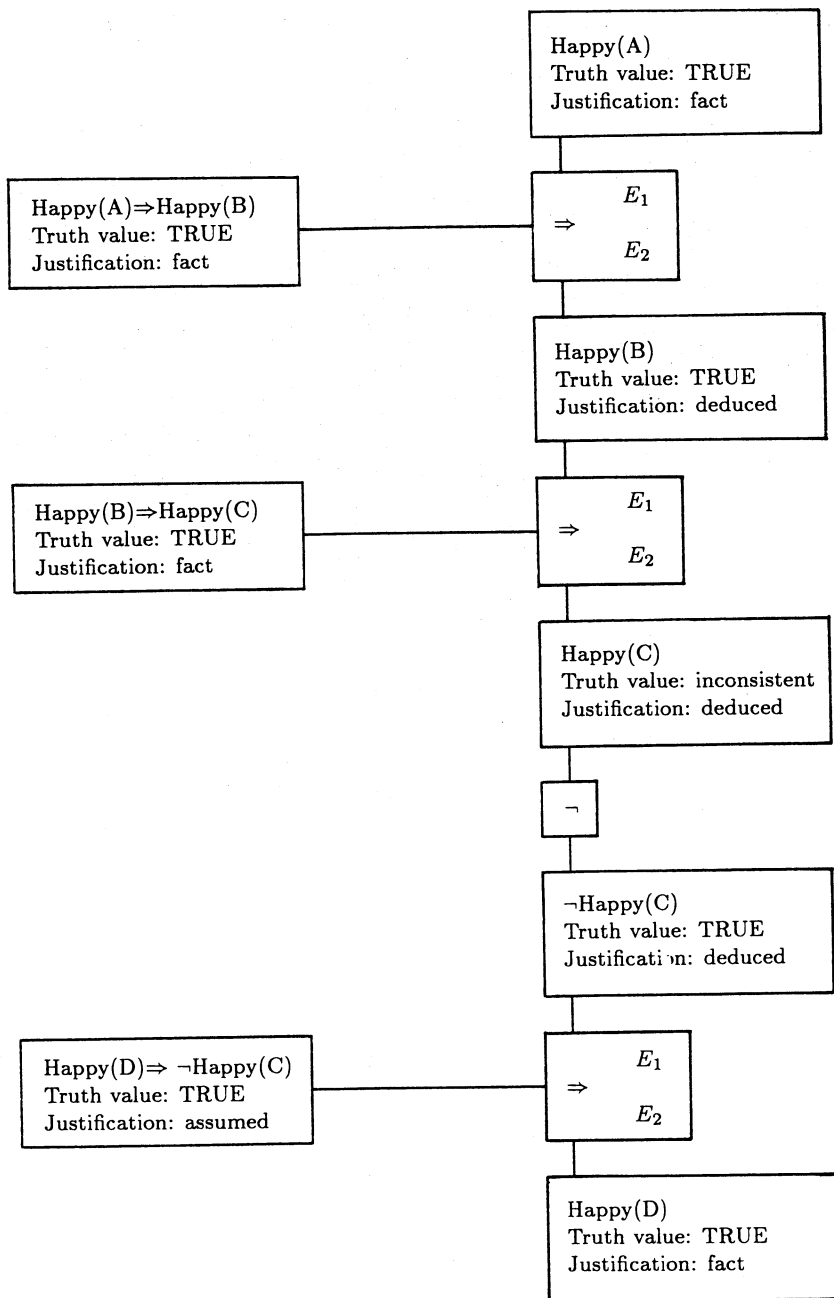 Happy(A)
Truth value: TRUE
Justification: fact
Happy(A)⇒Happy(B)
Truth value: TRUE
Justification: fact
E₁
⇒
E₂
Happy(B)
Truth value: TRUE
Justification: deduced
Happy(B)⇒Happy(C)
Truth value: TRUE
Justification: fact
E₁
⇒
E₂
Happy(C)
Truth value: inconsistent
Justification: deduced
¬
¬Happy(C)
Truth value: TRUE
Justification: deduced
Happy(D)⇒ ¬Happy(C)
Truth value: TRUE
Justification: assumed
E₁
⇒
E₂
Happy(D)
Truth value: TRUE
Justification: fact